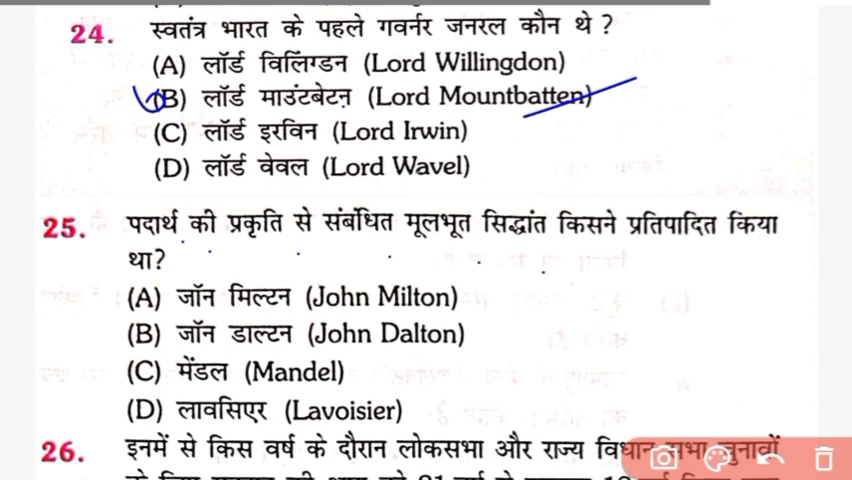 24. स्वतंत्र भारत के पहले गवर्नर जनरल कौन थे ?
(A) लॉर्ड विलिंग्डन (Lord Willingdon)
(B) लॉर्ड माउंटबेटन (Lord Mountbatten)
(C) लॉर्ड इरविन (Lord Irwin)
(D) लॉर्ड वेवल (Lord Wavel)
25. पदार्थ की प्रकृति से संबंधित मूलभूत सिद्धांत किसने प्रतिपादित किया
था?
(A) जॉन मिल्टन (John Milton)
(B) जॉन डाल्टन (John Dalton)
(C) मेंडल (Mandel)
(D) लावसिएर (Lavoisier)
26. इनमें से किस वर्ष के दौरान लोकसभा और राज्य विधान सभा चुनावों